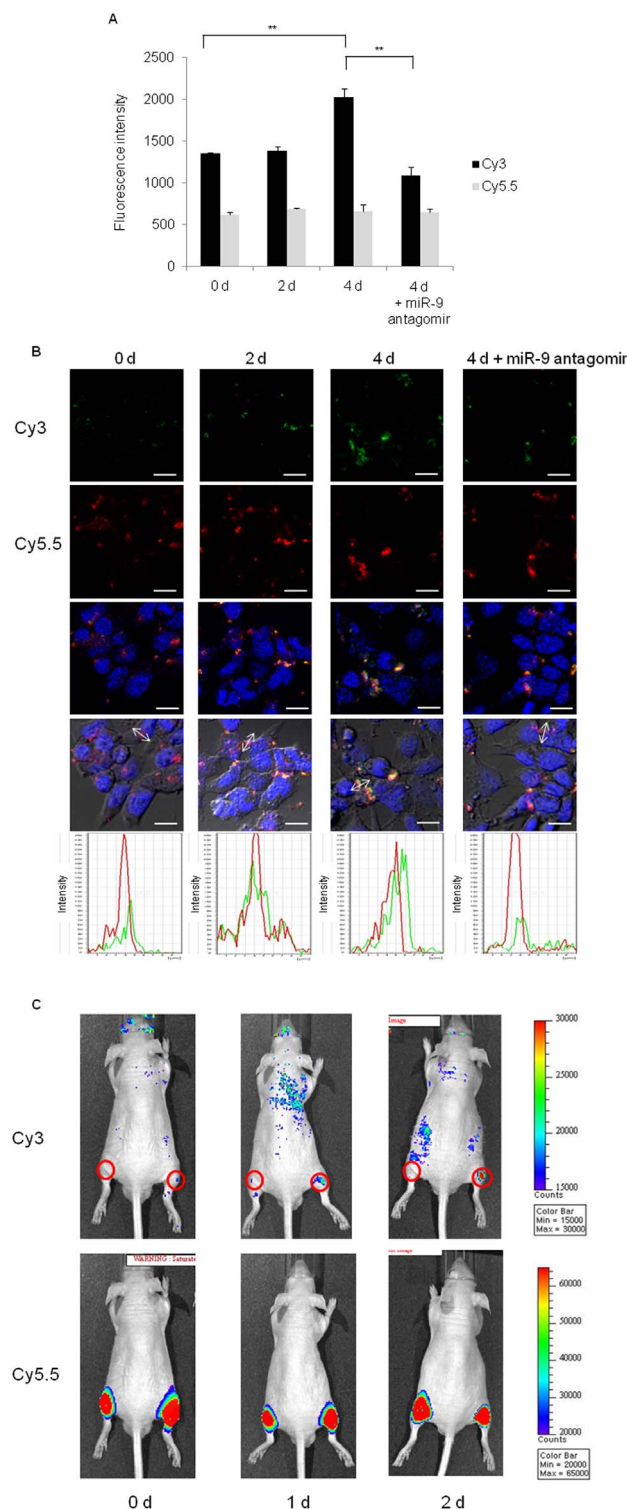 A
**
**
2500
2000
1500
1000
500
0
Fluorescence intensity
Cy3
Cy5.5
0 d
2 d
4 d
4 d
+ miR-9
antagomir
B
0 d
2 d
4 d
4 d + miR-9 antagomir
Cy3
Cy5.5
Intensity
Intensity
Intensity
Intensity
C
Image
Cy3
30000
25000
20000
15000
Counts
Color Bar
Min = 15000
Max = 30000
WARNING : Saturate
Image
Cy5.5
60000
50000
40000
30000
20000
Counts
Color Bar
Min = 20000
Max = 65000
0 d
1 d
2 d